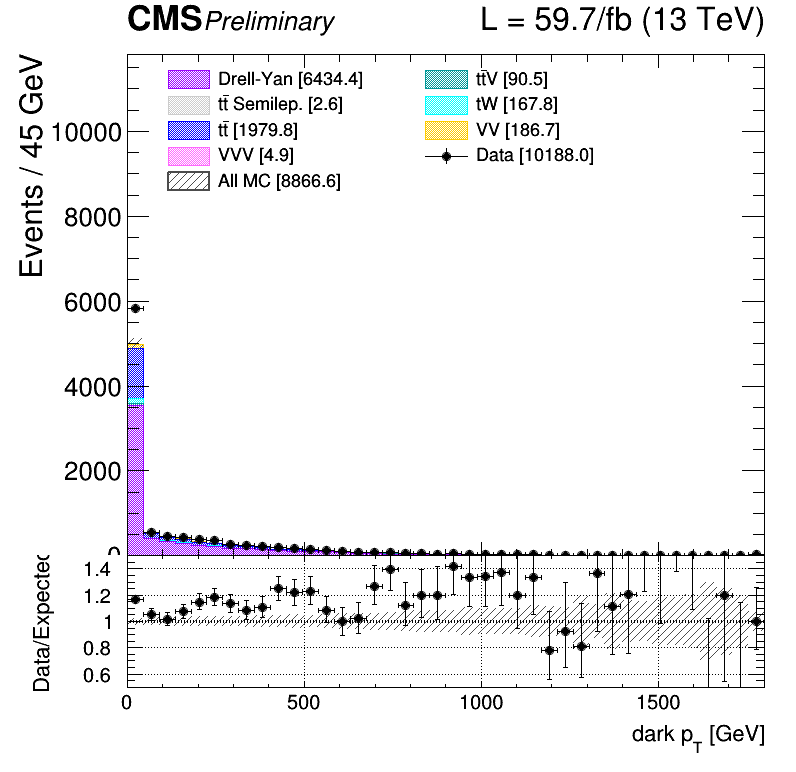 CMS Preliminary L = 59.7/fb (13 TeV)
Events / 45 GeV
Drell-Yan [6434.4]
tt̄ Semilep. [2.6]
tt̄ [1979.8]
VVV [4.9]
All MC [8866.6]
tt̄V [90.5]
tW [167.8]
VV [186.7]
Data [10188.0]
10000
8000
6000
4000
2000
0
Data/Expected
1.4
1.2
1
0.8
0.6
0 500 1000 1500
dark p_T [GeV]